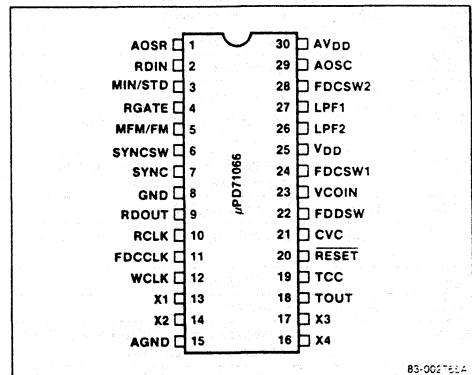 AOSR 1 30 AVDD
RDIN 2 29 AOSC
MIN/STD 3 28 FDCSW2
RGATE 4 27 LPF1
MFM/FM 5 26 LPF2
SYNCSW 6 25 VDD
SYNC 7 24 FDCSW1
GND 8 23 VCOIN
RDOUT 9 22 FDDSW
RCLK 10 21 CVC
FDCCLK 11 20 RESET
WCLK 12 19 TCC
X1 13 18 TOUT
X2 14 17 X3
AGND 15 16 X4
μPD71066